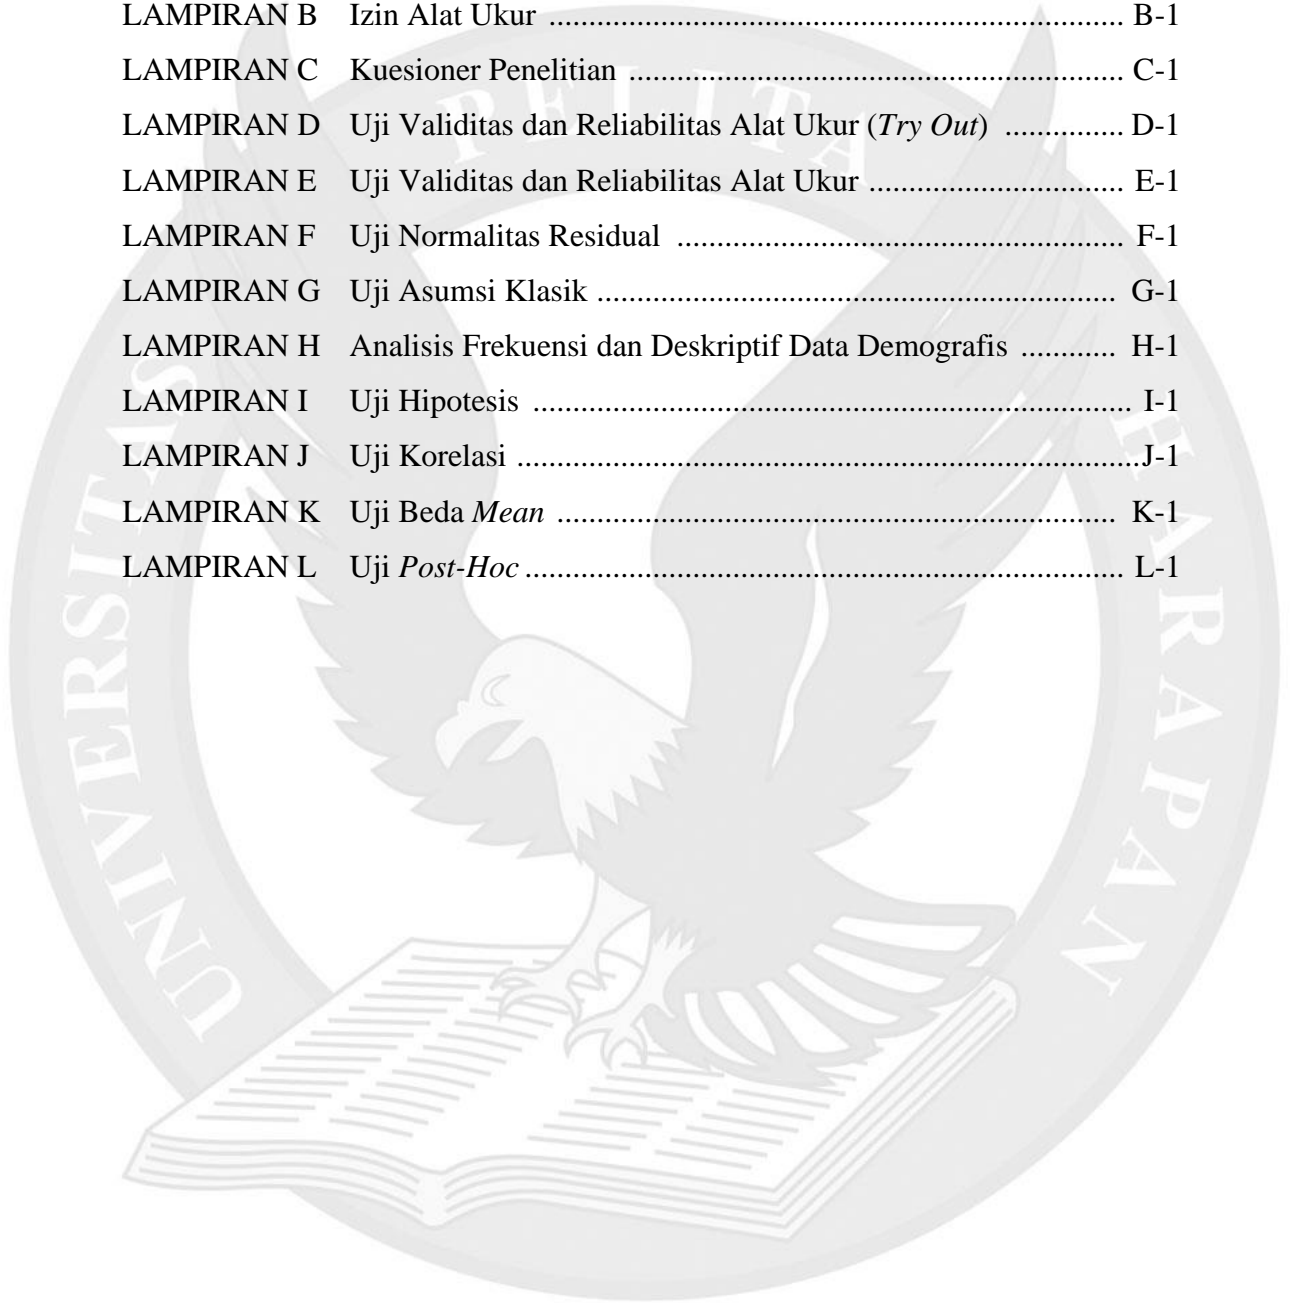 LAMPIRAN B Izin Alat Ukur ........................................................................ B-1
LAMPIRAN C Kuesioner Penelitian .............................................................. C-1
LAMPIRAN D Uji Validitas dan Reliabilitas Alat Ukur (Try Out) ............... D-1
LAMPIRAN E Uji Validitas dan Reliabilitas Alat Ukur ................................ E-1
LAMPIRAN F Uji Normalitas Residual ........................................................ F-1
LAMPIRAN G Uji Asumsi Klasik ................................................................. G-1
LAMPIRAN H Analisis Frekuensi dan Deskriptif Data Demografis ............ H-1
LAMPIRAN I Uji Hipotesis ........................................................................... I-1
LAMPIRAN J Uji Korelasi ..............................................................................J-1
LAMPIRAN K Uji Beda Mean ...................................................................... K-1
LAMPIRAN L Uji Post-Hoc ........................................................................... L-1
UNIVERSITAS PELITA HARAPAN